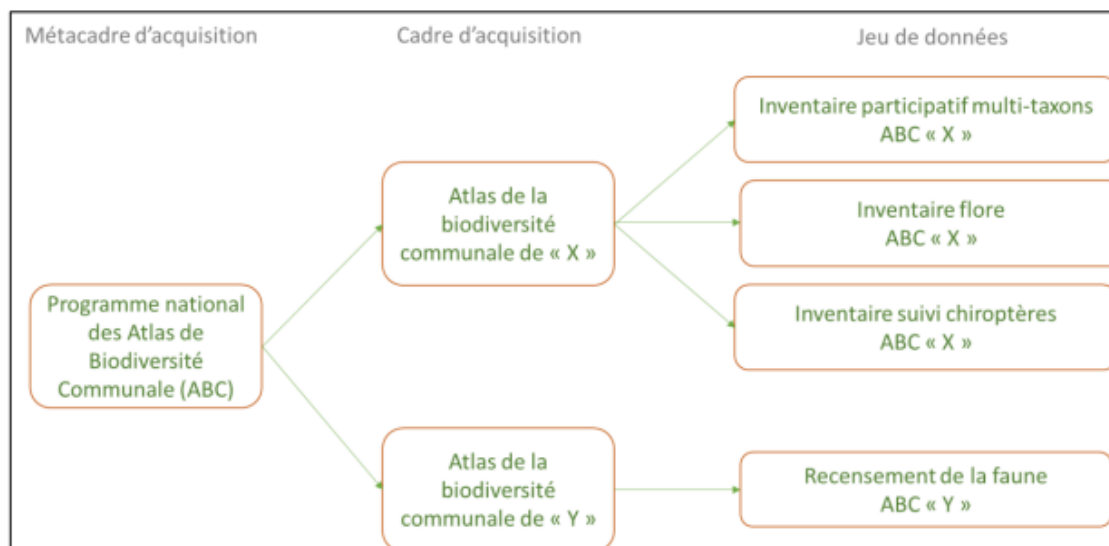 Métacadre d'acquisition
Cadre d'acquisition
Jeu de données
Programme national
des Atlas de
Biodiversité
Communale (ABC)
Atlas de la
biodiversité
communale de « X »
Atlas de la
biodiversité
communale de « Y »
Inventaire participatif multi-taxons
ABC « X »
Inventaire flore
ABC « X »
Inventaire suivi chiroptères
ABC « X »
Recensement de la faune
ABC « Y »